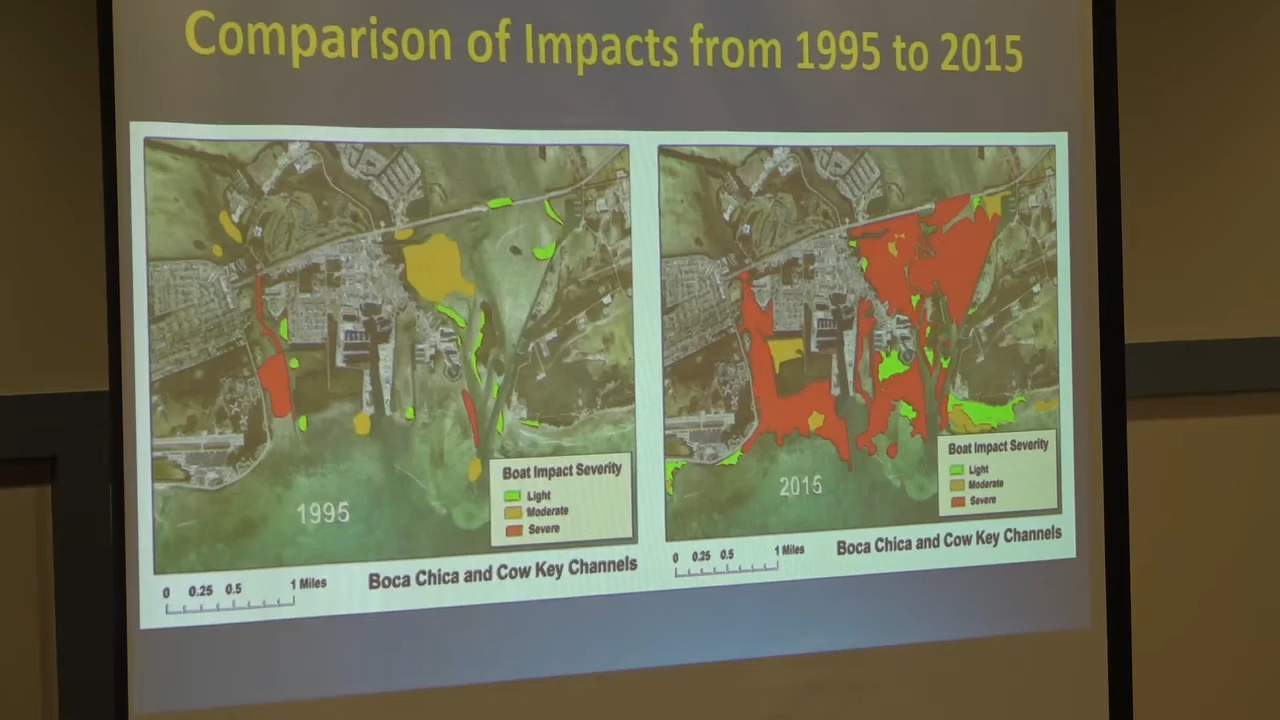 Comparison of Impacts from 1995 to 2015
1995
Boat Impact Severity
Light
Moderate
Severe
0 0.25 0.5 1 Miles
Boca Chica and Cow Key Channels
2015
Boat Impact Severity
Light
Moderate
Severe
0 0.25 0.5 1 Miles
Boca Chica and Cow Key Channels